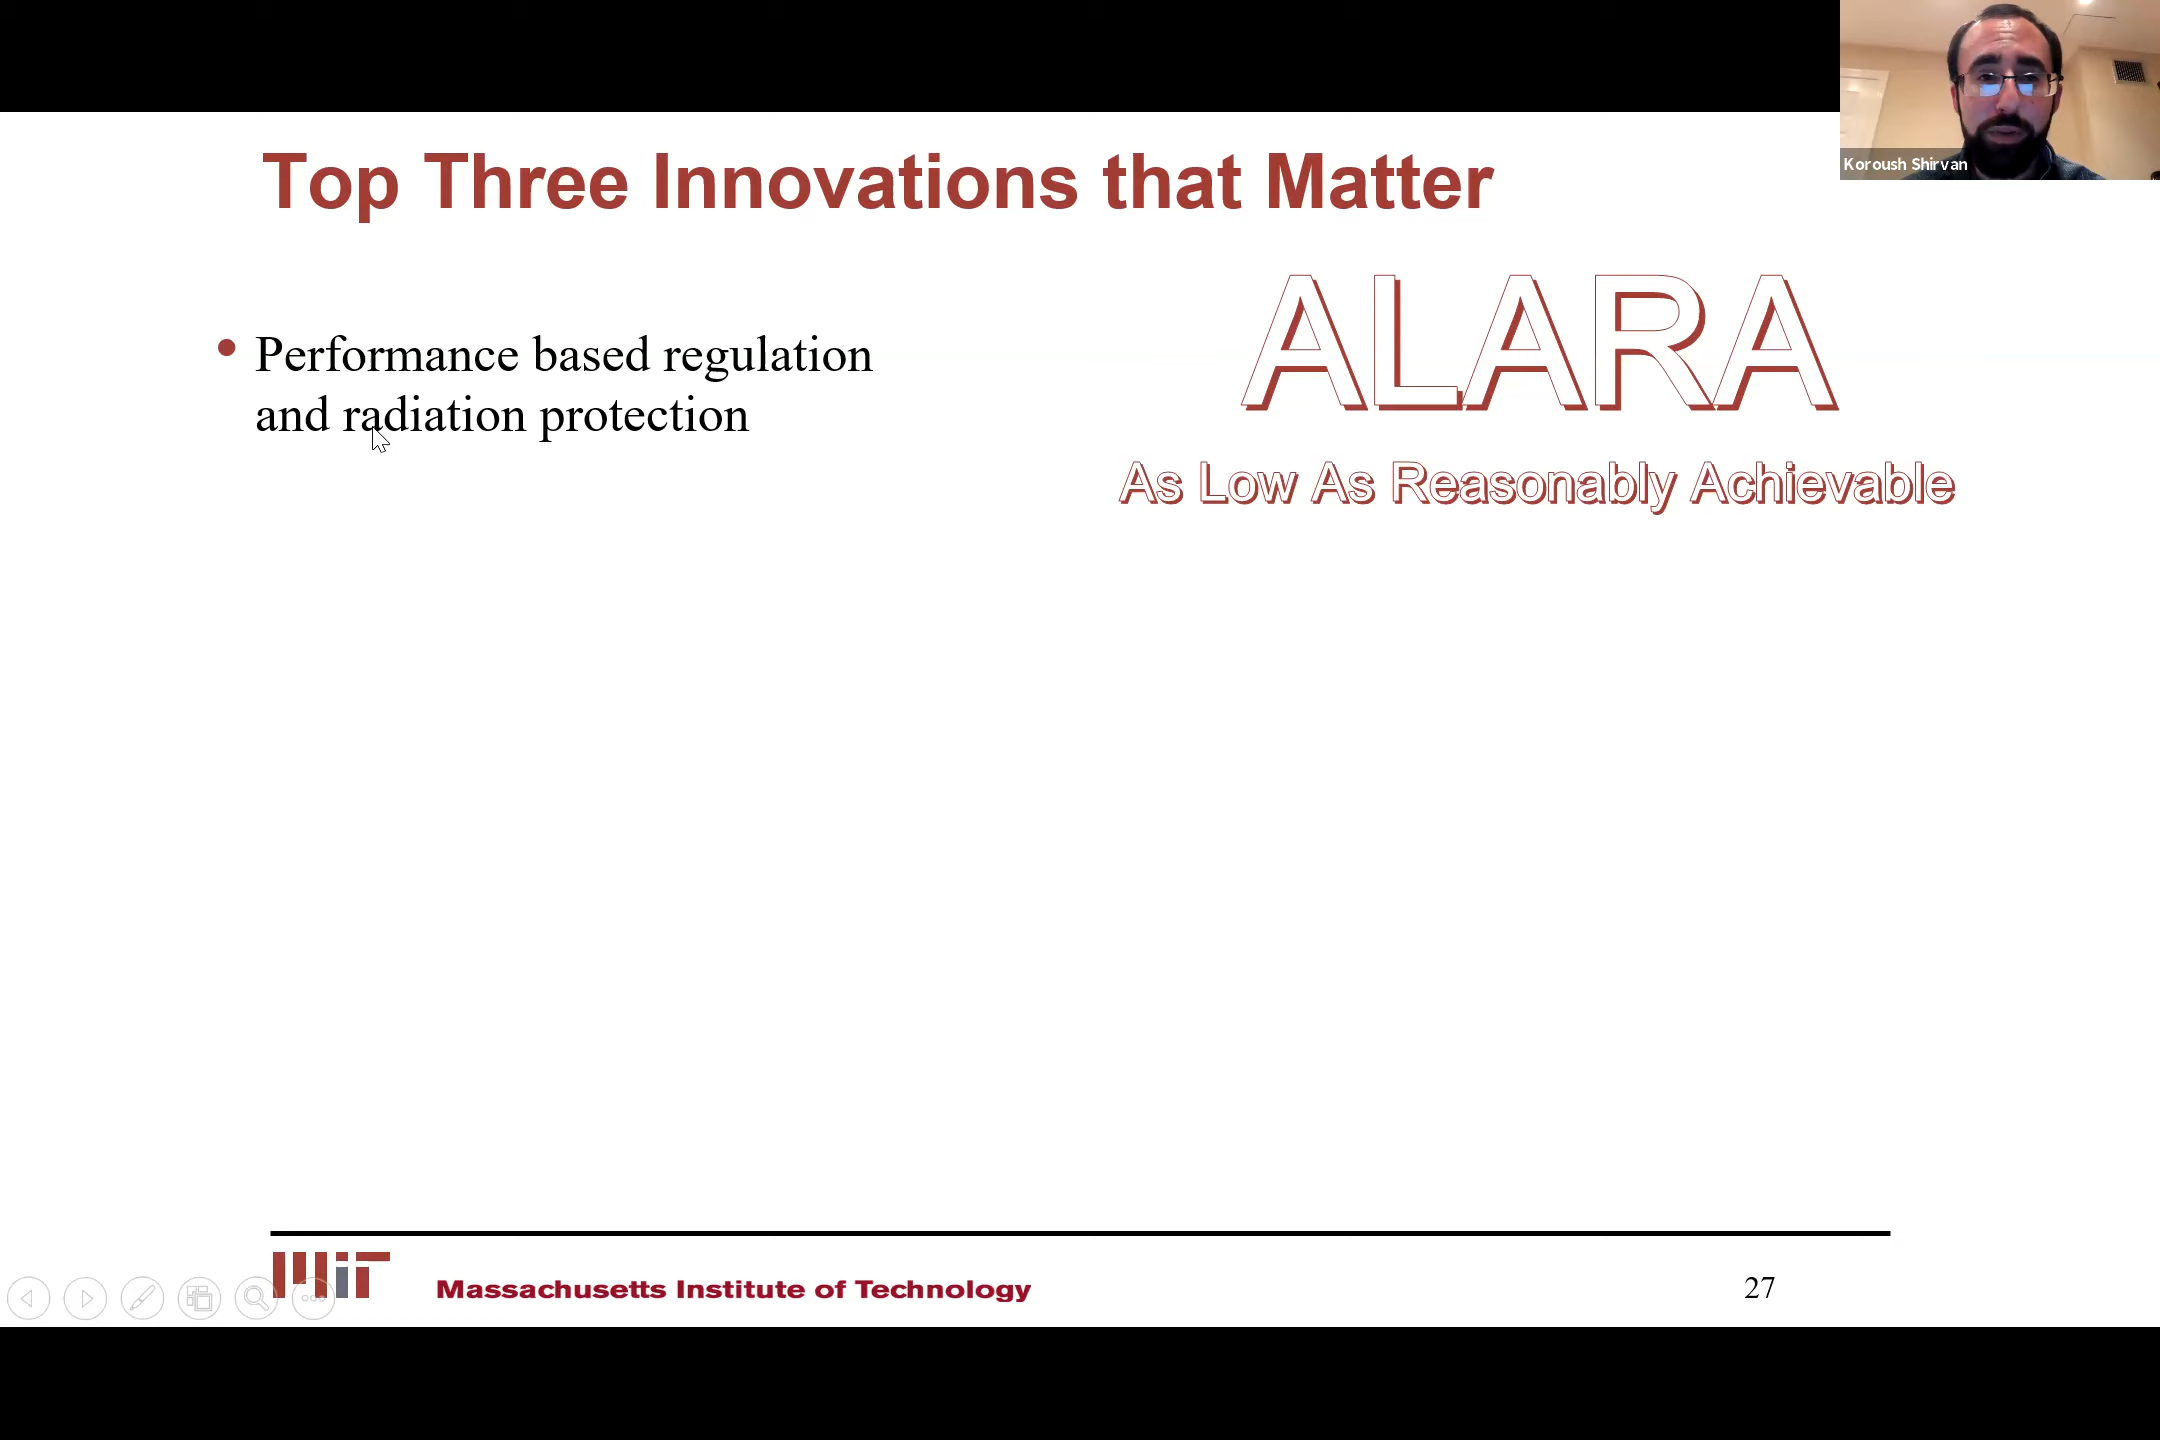 Koroush Shirvan
Top Three Innovations that Matter
ALARA
As Low As Reasonably Achievable
• Performance based regulation
and radiation protection
MIT
Massachusetts Institute of Technology
27